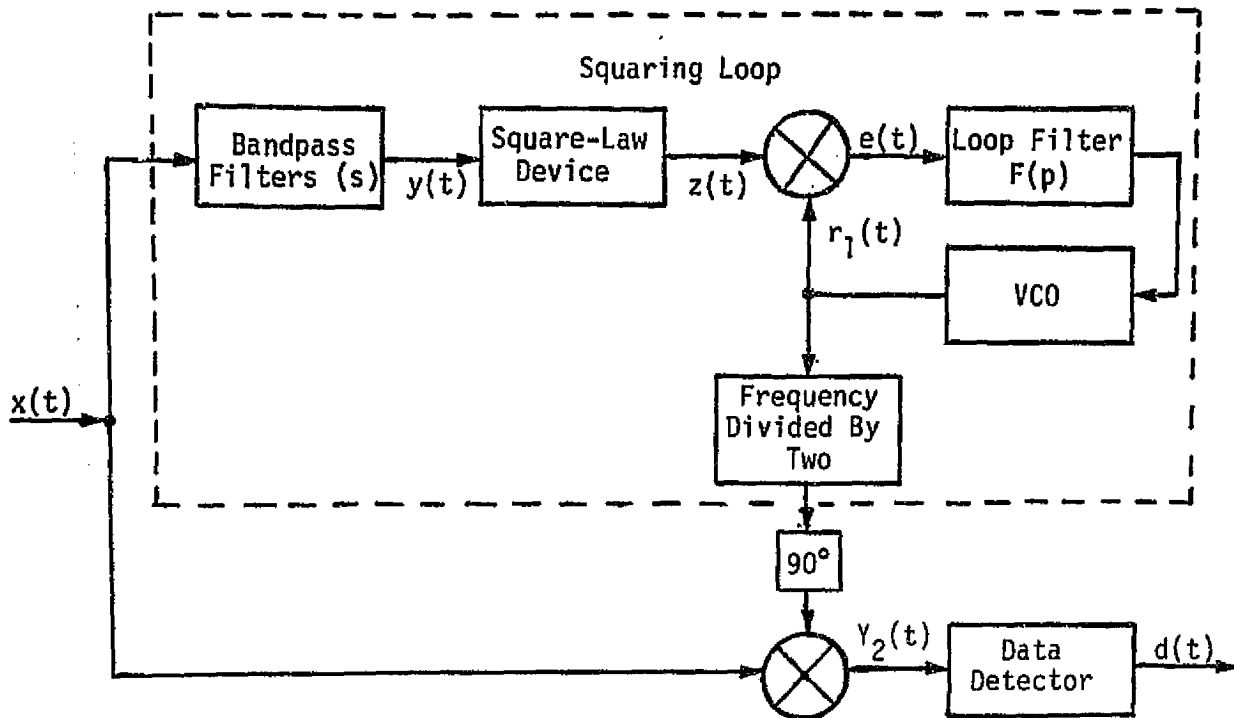 Squaring Loop
Bandpass
Filters (s)
y(t)
Square-Law
Device
z(t)
e(t)
Loop Filter
F(p)
r1(t)
VCO
x(t)
Frequency
Divided By
Two
90°
Y2(t)
Data
Detector
d(t)